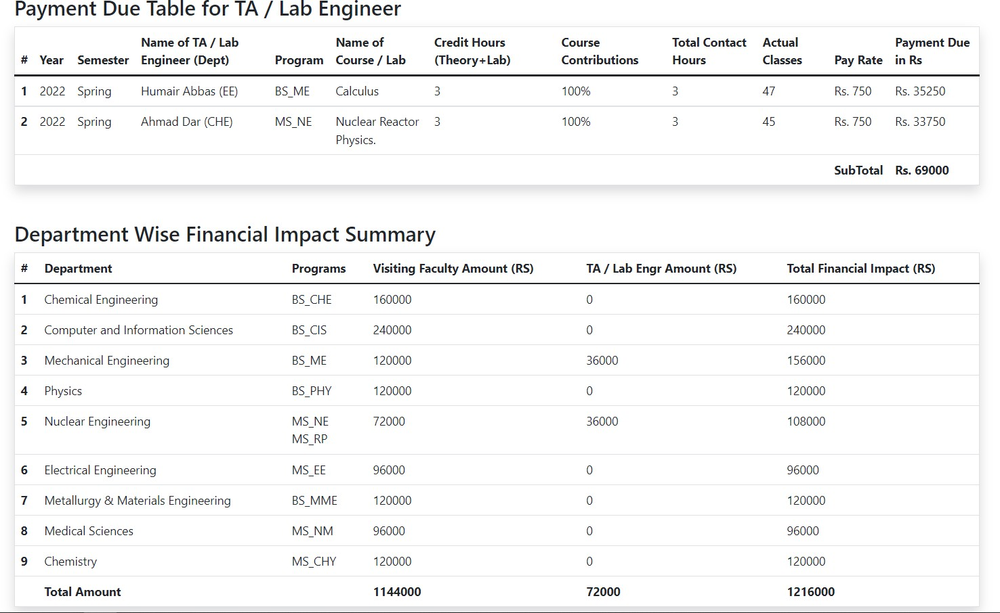 Payment Due Table for TA / Lab Engineer
# Year Semester Name of TA / Lab Engineer (Dept) Program Name of Course / Lab Credit Hours (Theory+Lab) Course Contributions Total Contact Hours Actual Classes Pay Rate Payment Due in Rs
1 2022 Spring Humair Abbas (EE) BS_ME Calculus 3 100% 3 47 Rs. 750 Rs. 35250
2 2022 Spring Ahmad Dar (CHE) MS_NE Nuclear Reactor Physics. 3 100% 3 45 Rs. 750 Rs. 33750
SubTotal Rs. 69000
Department Wise Financial Impact Summary
# Department Programs Visiting Faculty Amount (RS) TA / Lab Engr Amount (RS) Total Financial Impact (RS)
1 Chemical Engineering BS_CHE 160000 0 160000
2 Computer and Information Sciences BS_CIS 240000 0 240000
3 Mechanical Engineering BS_ME 120000 36000 156000
4 Physics BS_PHY 120000 0 120000
5 Nuclear Engineering MS_NE 72000 36000 108000
MS_RP
6 Electrical Engineering MS_EE 96000 0 96000
7 Metallurgy & Materials Engineering BS_MME 120000 0 120000
8 Medical Sciences MS_NM 96000 0 96000
9 Chemistry MS_CHY 120000 0 120000
Total Amount 1144000 72000 1216000